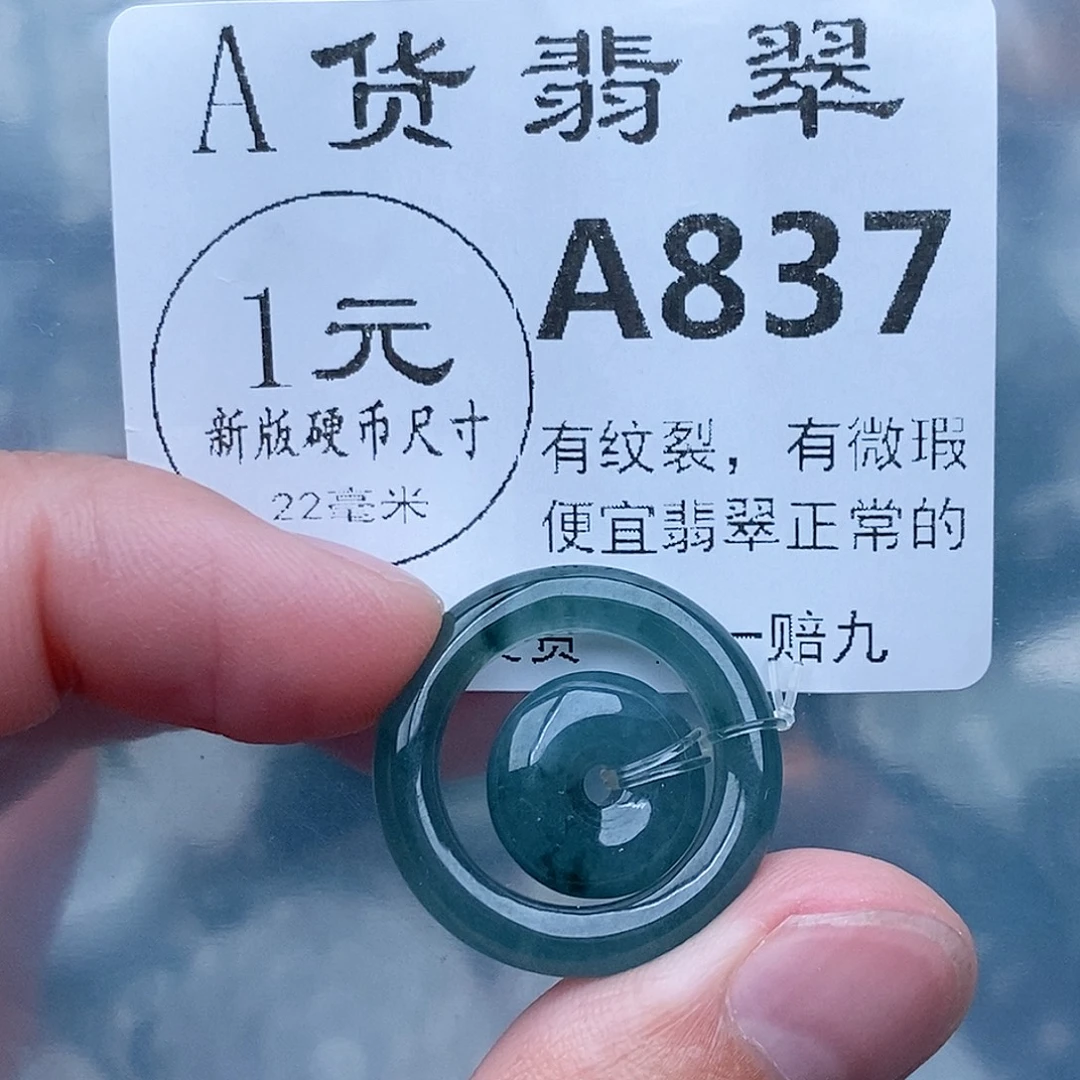 A货翡翠
A837
1元
新版硬币尺寸
22毫米
有纹裂，有微瑕
便宜翡翠正常的
货 一赔九